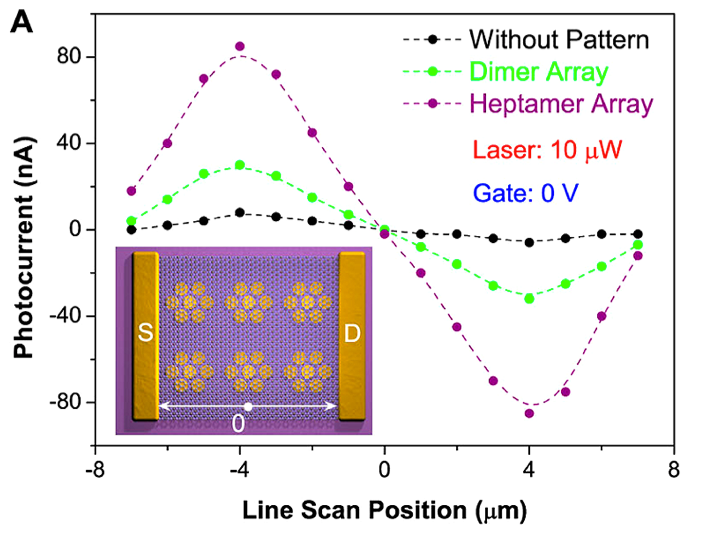 A
Without Pattern
Dimer Array
Heptamer Array
Laser: 10 μW
Gate: 0 V
Photocurrent (nA)
80
40
0
-40
-80
S
D
0
-8
-4
0
4
8
Line Scan Position (μm)